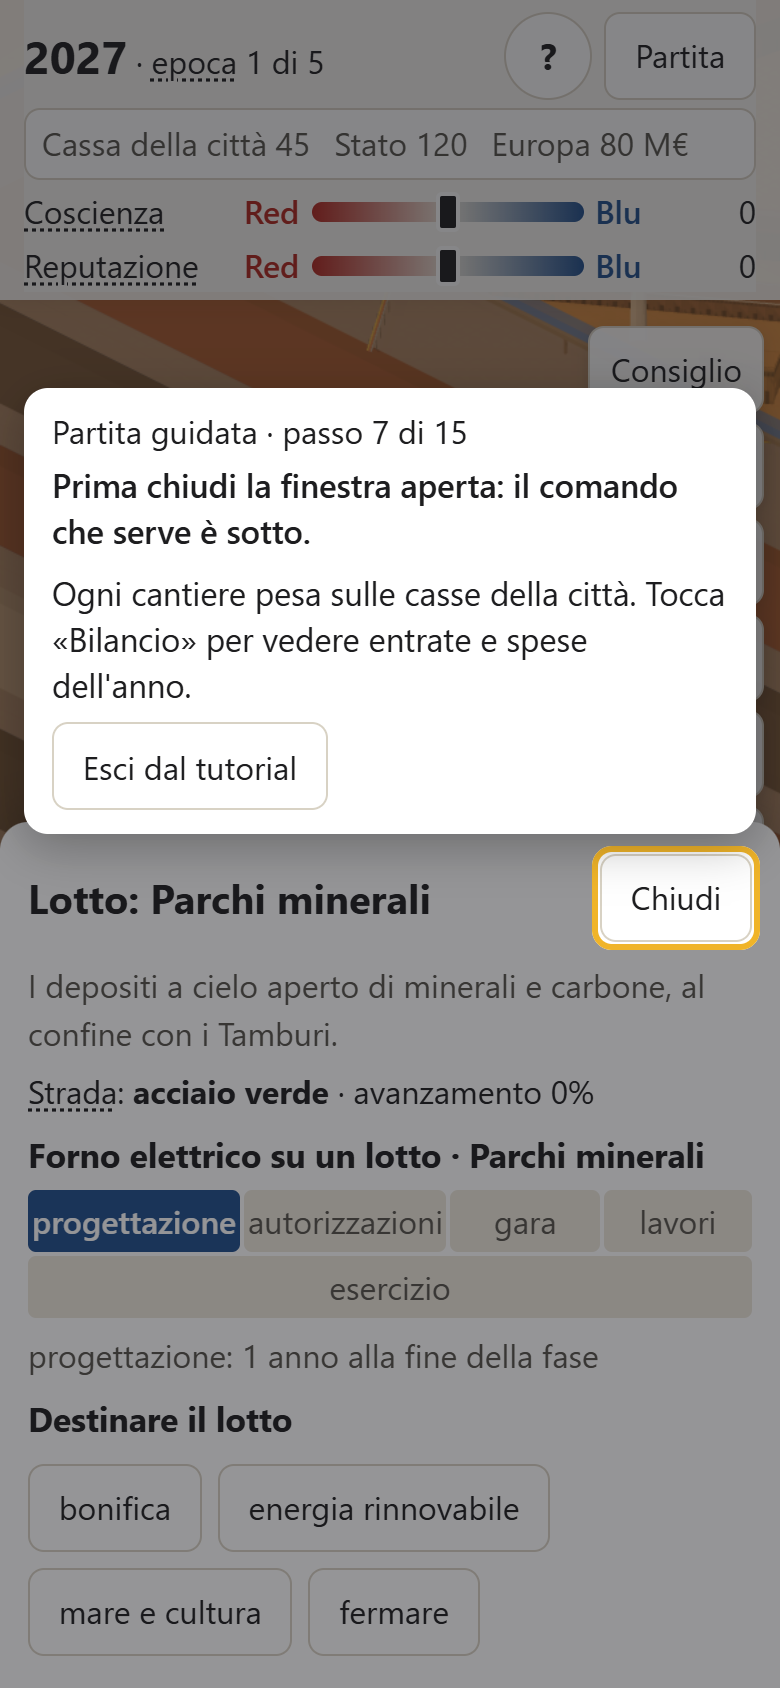 2027 · epoca 1 di 5
?
Partita
Cassa della città 45 Stato 120 Europa 80 M€
Coscienza Red Blu 0
Reputazione Red Blu 0
Consiglio
Partita guidata · passo 7 di 15
Prima chiudi la finestra aperta: il comando
che serve è sotto.
Ogni cantiere pesa sulle casse della città. Tocca
«Bilancio» per vedere entrate e spese
dell'anno.
Esci dal tutorial
Lotto: Parchi minerali
Chiudi
I depositi a cielo aperto di minerali e carbone, al
confine con i Tamburi.
Strada: acciaio verde · avanzamento 0%
Forno elettrico su un lotto · Parchi minerali
progettazione autorizzazioni gara lavori
esercizio
progettazione: 1 anno alla fine della fase
Destinare il lotto
bonifica energia rinnovabile
mare e cultura fermare